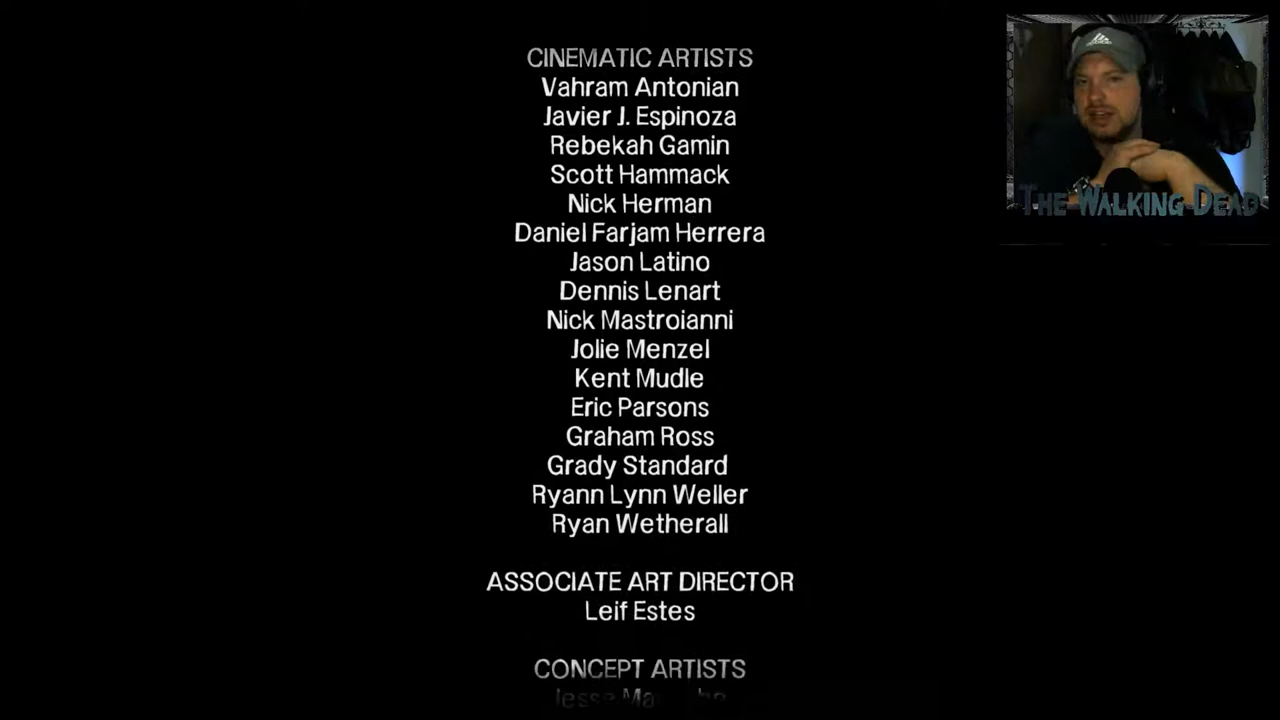 CINEMATIC ARTISTS
Vahram Antonian
Javier J. Espinoza
Rebekah Gamin
Scott Hammack
Nick Herman
Daniel Farjam Herrera
Jason Latino
Dennis Lenart
Nick Mastroianni
Jolie Menzel
Kent Mudle
Eric Parsons
Graham Ross
Grady Standard
Ryann Lynn Weller
Ryan Wetherall
ASSOCIATE ART DIRECTOR
Leif Estes
CONCEPT ARTISTS
THE WALKING DEAD